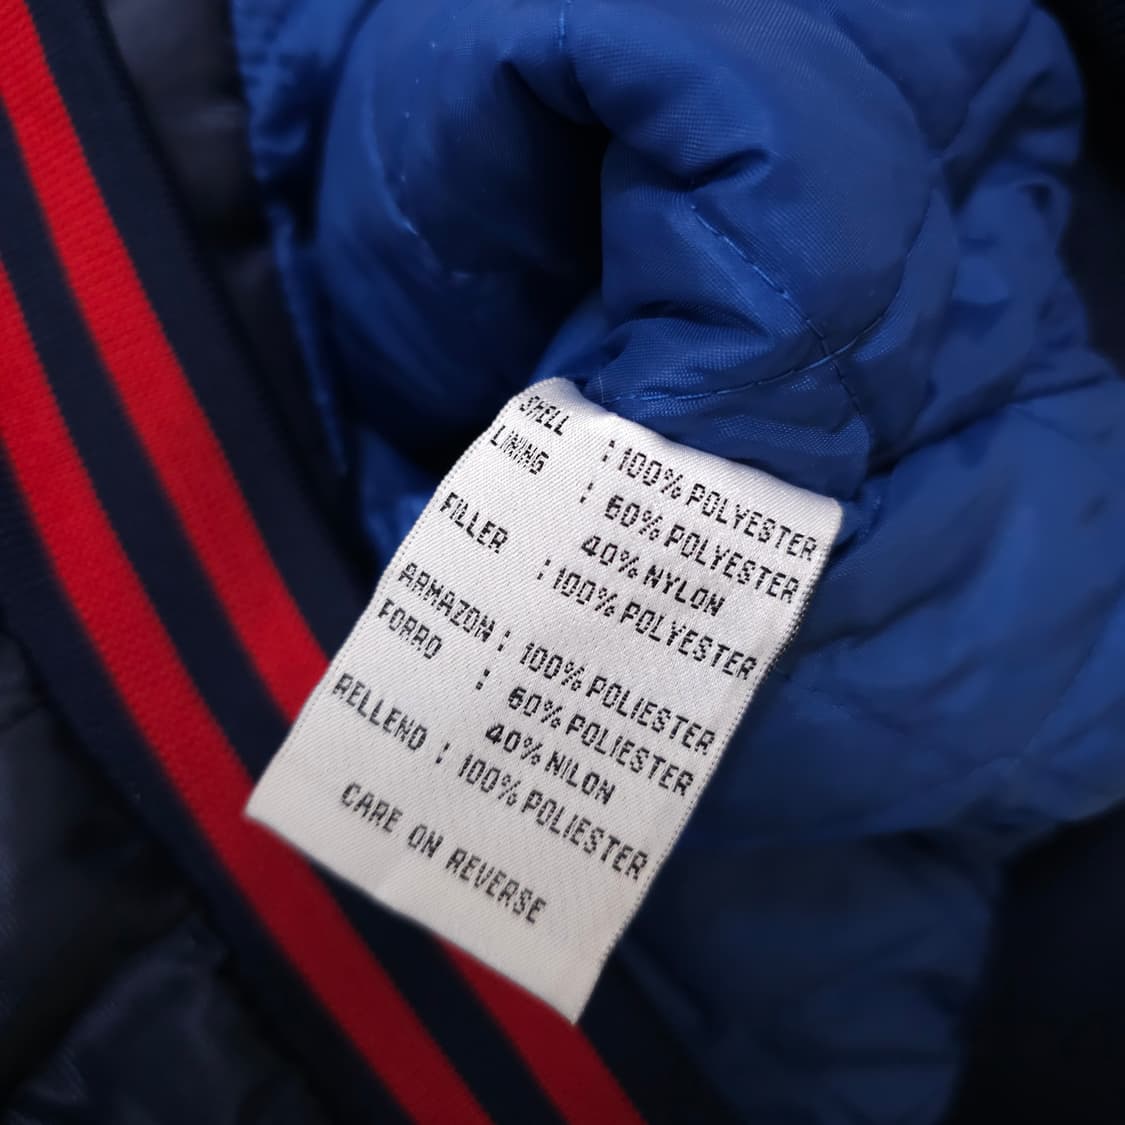 SHELL : 100% POLYESTER
LINING : 60% POLYESTER
40% NYLON
FILLER : 100% POLYESTER
ARMAZON : 100% POLIESTER
FORRO : 60% POLIESTER
40% NILON
RELLENO : 100% POLIESTER
CARE ON REVERSE